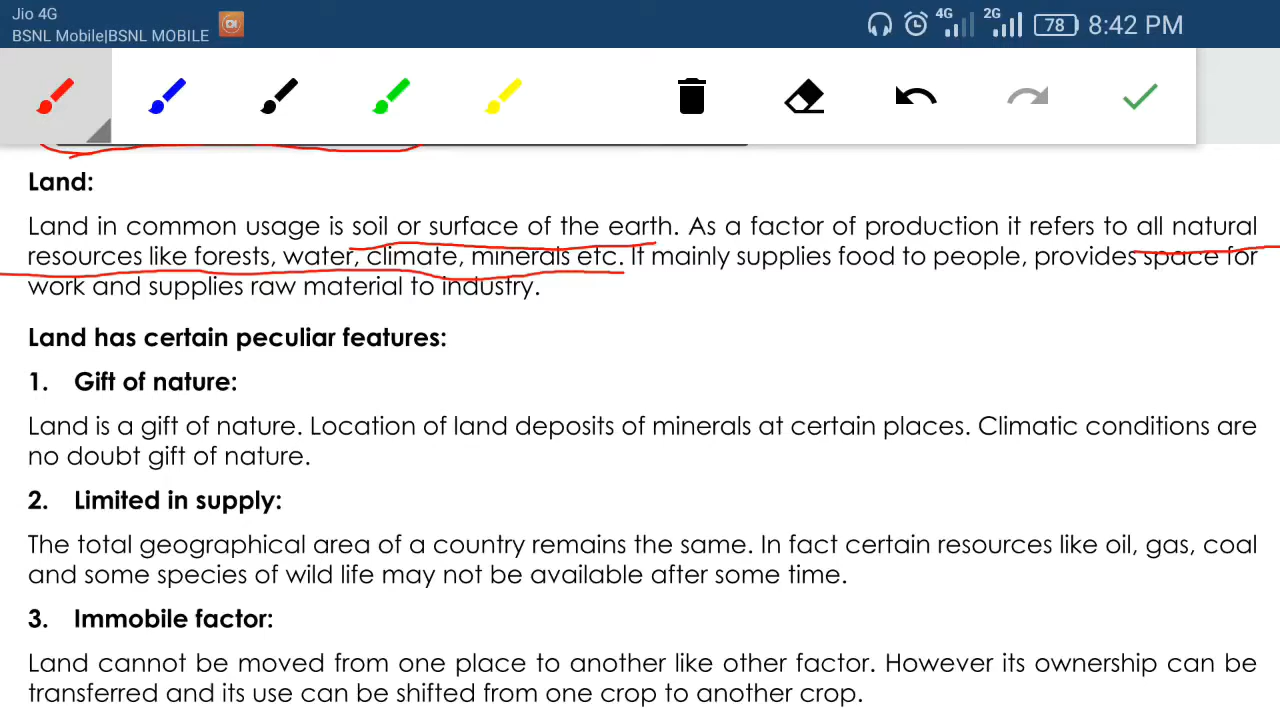 Jio 4G
BSNL Mobile|BSNL MOBILE
4G 2G 78 8:42 PM
Land:
Land in common usage is soil or surface of the earth. As a factor of production it refers to all natural
resources like forests, water, climate, minerals etc. It mainly supplies food to people, provides space for
work and supplies raw material to industry.
Land has certain peculiar features:
1. Gift of nature:
Land is a gift of nature. Location of land deposits of minerals at certain places. Climatic conditions are
no doubt gift of nature.
2. Limited in supply:
The total geographical area of a country remains the same. In fact certain resources like oil, gas, coal
and some species of wild life may not be available after some time.
3. Immobile factor:
Land cannot be moved from one place to another like other factor. However its ownership can be
transferred and its use can be shifted from one crop to another crop.